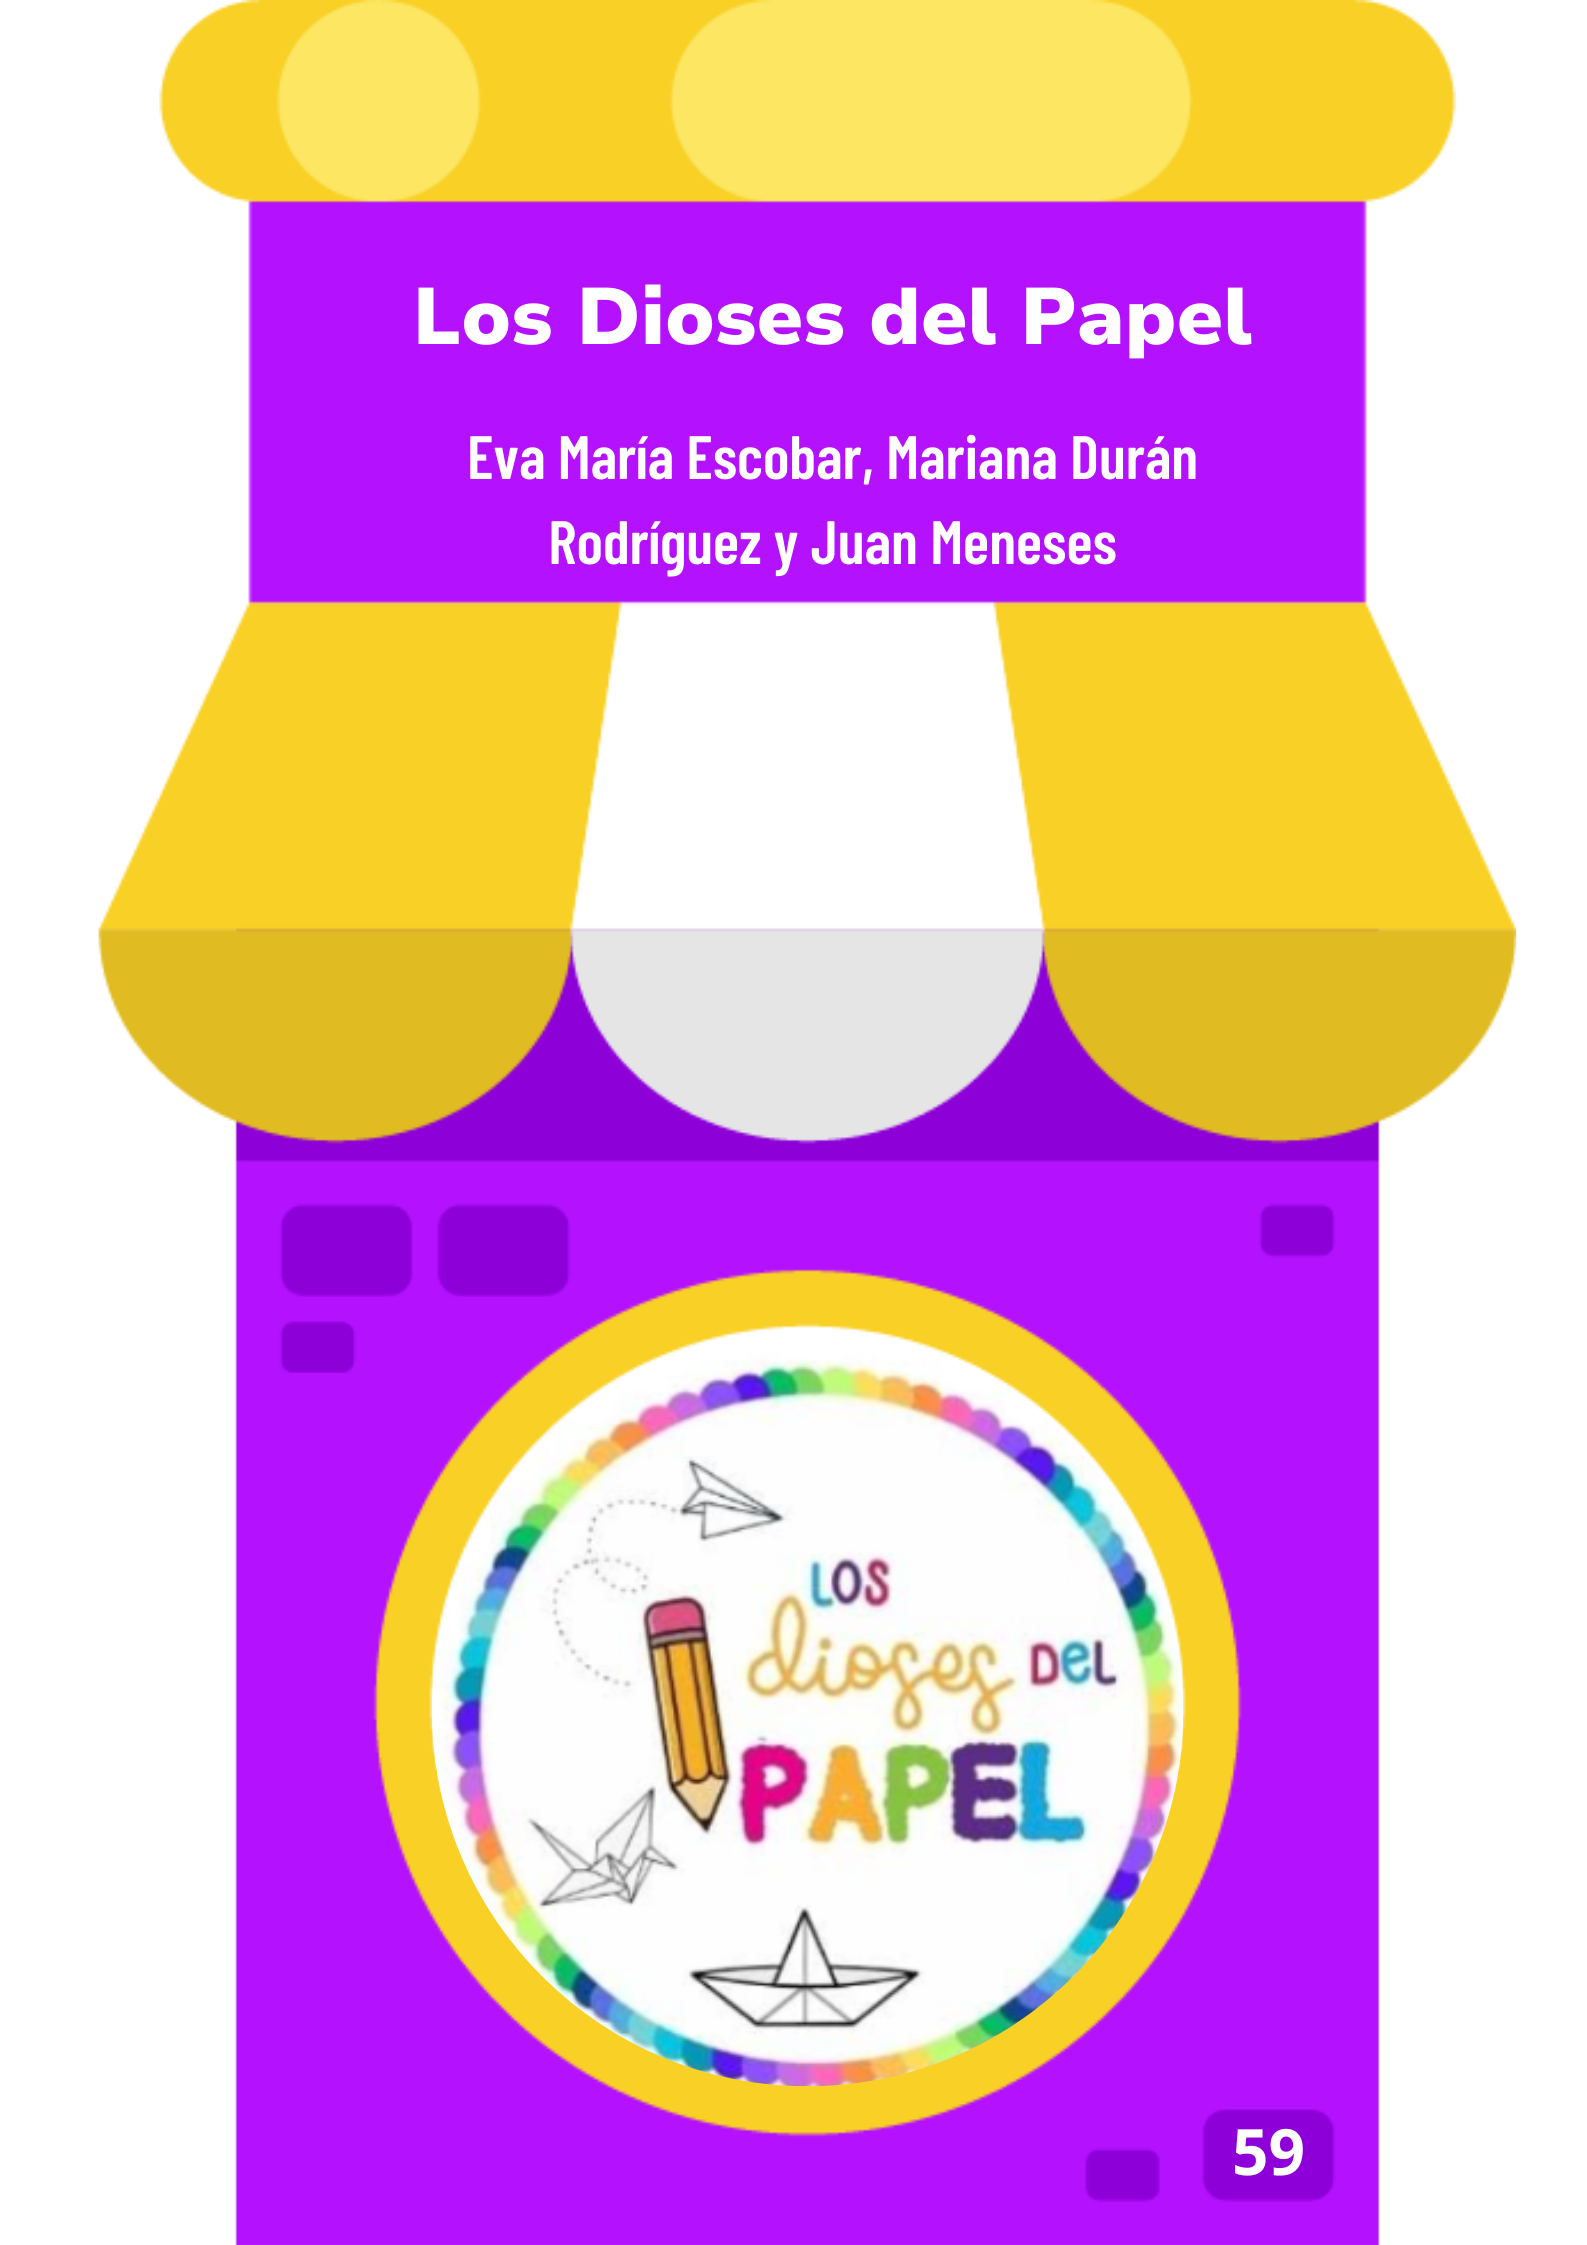 Los Dioses del Papel
Eva María Escobar, Mariana Durán
Rodríguez y Juan Meneses
LOS
dioses DeL
PAPEL
59